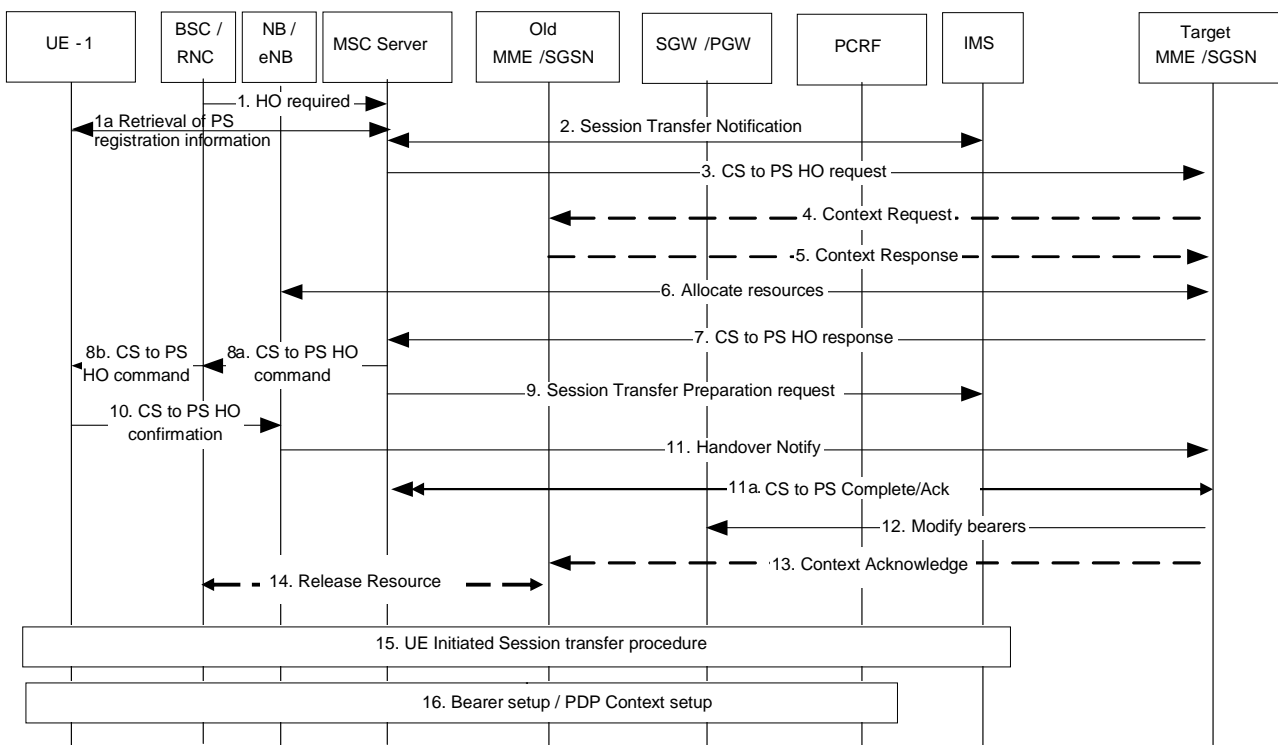 UE - 1
BSC /
RNC
NB /
eNB
MSC Server
Old
MME /SGSN
SGW /PGW
PCRF
IMS
Target
MME /SGSN
1. HO required
1a Retrieval of PS
registration information
2. Session Transfer Notification
3. CS to PS HO request
4. Context Request
5. Context Response
6. Allocate resources
7. CS to PS HO response
8b. CS to PS
HO command
8a. CS to PS HO
command
9. Session Transfer Preparation request
10. CS to PS HO
confirmation
11. Handover Notify
11a. CS to PS Complete/Ack
12. Modify bearers
13. Context Acknowledge
14. Release Resource
15. UE Initiated Session transfer procedure
16. Bearer setup / PDP Context setup